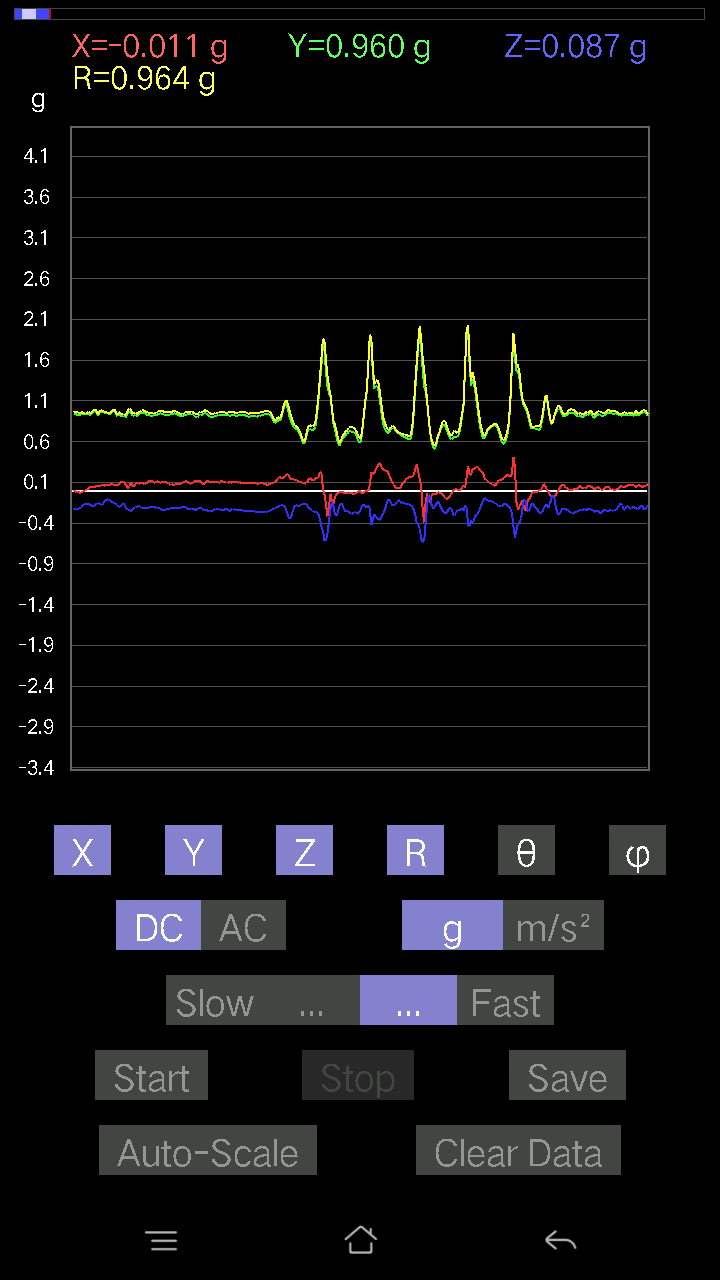 X=-0.011 g Y=0.960 g Z=0.087 g
R=0.964 g
g
4.1
3.6
3.1
2.6
2.1
1.6
1.1
0.6
0.1
-0.4
-0.9
-1.4
-1.9
-2.4
-2.9
-3.4
X Y Z R θ φ
DC AC g m/s²
Slow ... ... Fast
Start Stop Save
Auto-Scale Clear Data